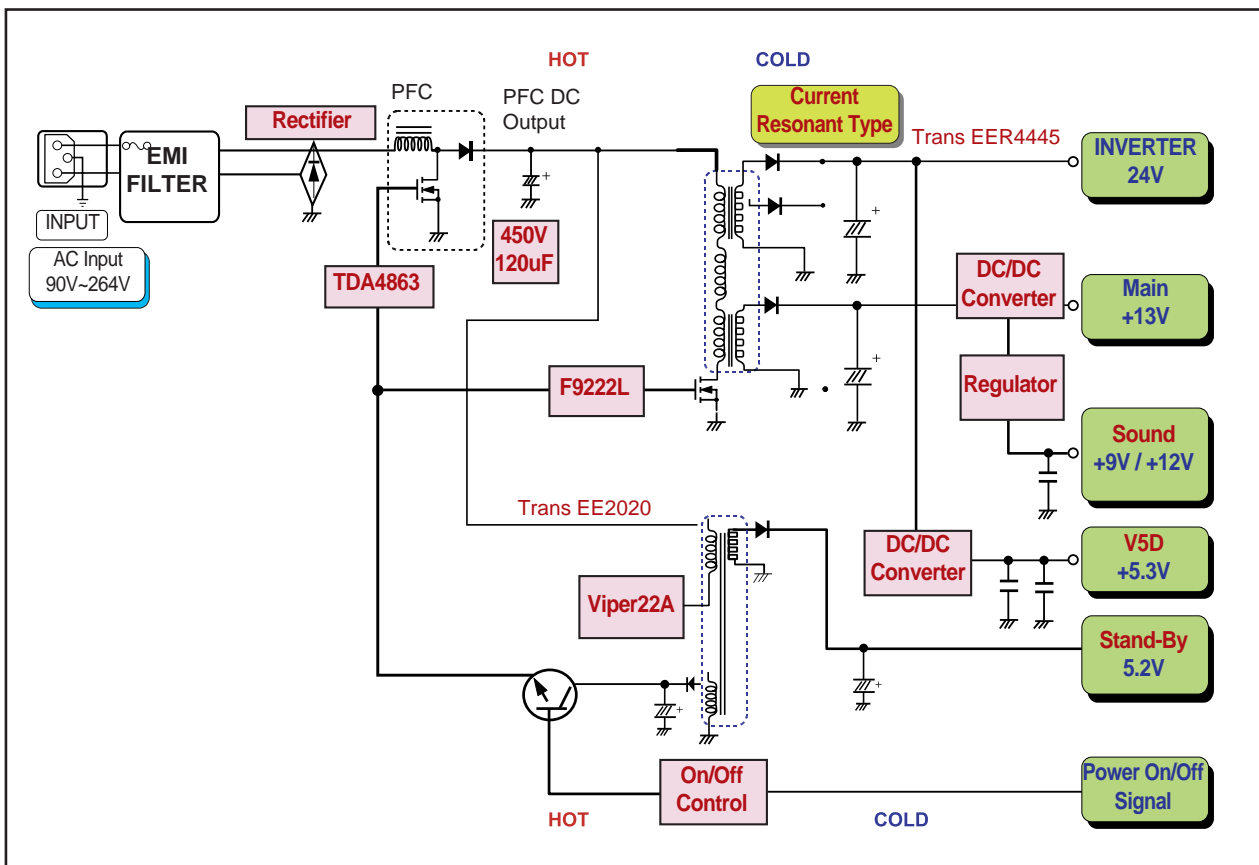 HOT
COLD
PFC
PFC DC
Output
Current
Resonant Type
Rectifier
Trans EER4445
EMI
FILTER
INVERTER
24V
INPUT
AC Input
90V~264V
450V
120uF
TDA4863
DC/DC
Converter
Main
+13V
F9222L
Regulator
Sound
+9V / +12V
Trans EE2020
DC/DC
Converter
V5D
+5.3V
Viper22A
Stand-By
5.2V
On/Off
Control
Power On/Off
Signal
HOT
COLD